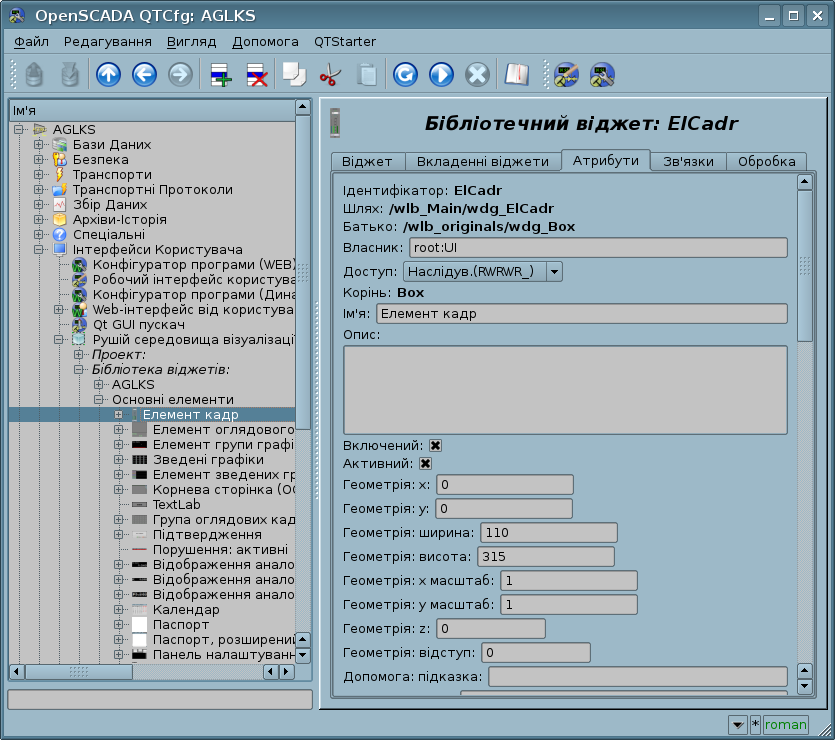 OpenSCADA QTCfg: AGLKS
Файл Редагування Вигляд Допомога QTStarter
Ім'я
AGLKS
Бази Даних
Безпека
Транспорти
Транспортні Протоколи
Збір Даних
Архіви-Історія
Спеціальні
Інтерфейси Користувача
Конфігуратор програми (WEB)
Робочий інтерфейс користува
Конфігуратор програми (Дина
Web-інтерфейс від користува
Qt GUI пускач
Рушій середовища візуалізації
Проект:
Бібліотека віджетів:
AGLKS
Основні елементи
Елемент кадр
Елемент оглядового
Елемент групи графі
Зведені графіки
Елемент зведених гр
Корнева сторінка (ОС
TextLab
Група оглядових кад
Підтвердження
Порушення: активні
Відображення анало
Відображення анало
Відображення анало
Календар
Паспорт
Паспорт, розширений
Панель налаштуванн
Бібліотечний віджет: ElCadr
Віджет Вкладенні віджети Атрибути Зв'язки Обробка
Ідентифікатор: ElCadr
Шлях: /wlb_Main/wdg_ElCadr
Батько: /wlb_originals/wdg_Box
Власник: root:UI
Доступ: Наслідув.(RWRWR_)
Корінь: Box
Ім'я: Елемент кадр
Опис:
Включений:
Активний:
Геометрія: x: 0
Геометрія: y: 0
Геометрія: ширина: 110
Геометрія: висота: 315
Геометрія: x масштаб: 1
Геометрія: y масштаб: 1
Геометрія: z: 0
Геометрія: відступ: 0
Допомога: підказка:
* roman